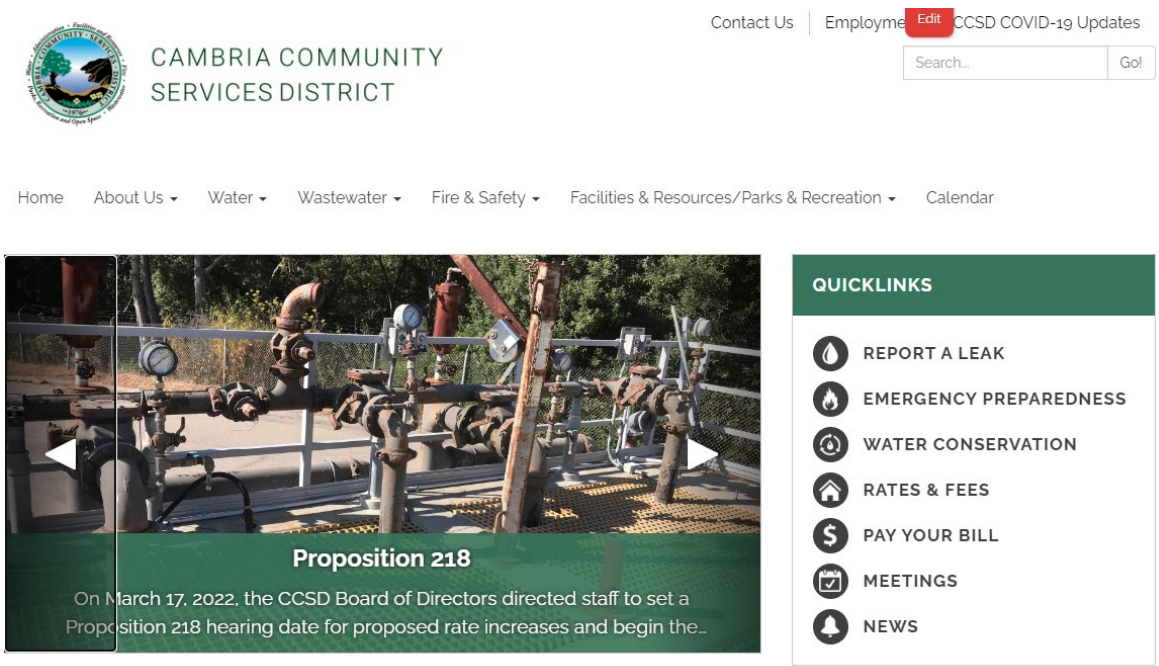 Contact Us
Employme
Edit
CCSD COVID-19 Updates
CAMBRIA COMMUNITY
SERVICES DISTRICT
Search...
Go!
Home About Us Water Wastewater Fire & Safety Facilities & Resources/Parks & Recreation Calendar
Proposition 218
On March 17, 2022, the CCSD Board of Directors directed staff to set a
Proposition 218 hearing date for proposed rate increases and begin the...
QUICKLINKS
REPORT A LEAK
EMERGENCY PREPAREDNESS
WATER CONSERVATION
RATES & FEES
PAY YOUR BILL
MEETINGS
NEWS